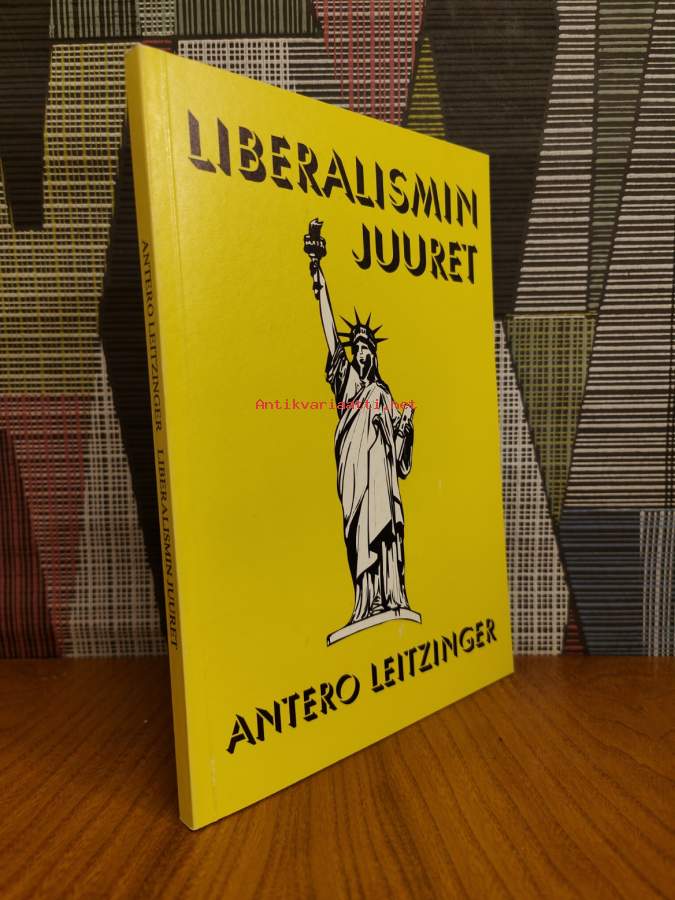 LIBERALISMIN
JUURET
Antikvariaatti.net
ANTERO LEITZINGER
ANTERO LEITZINGER LIBERALISMIN JUURET